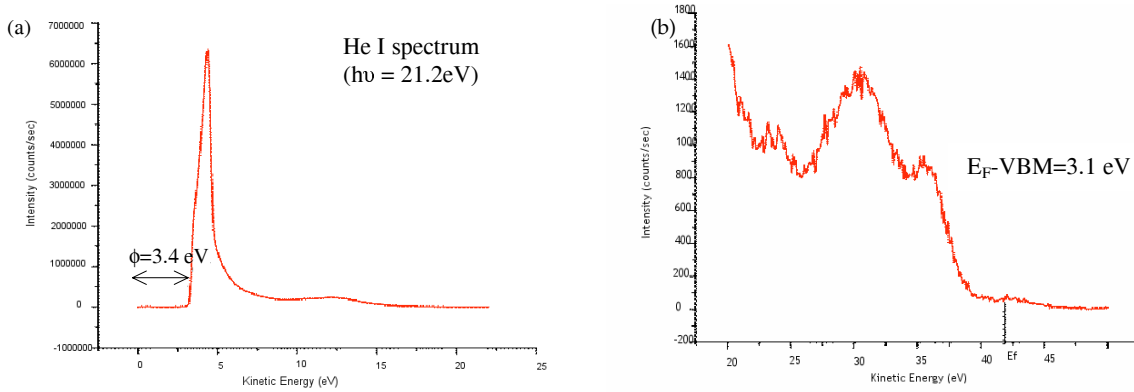 (a)
He I spectrum
(hυ = 21.2eV)
7000000
6000000
5000000
4000000
3000000
2000000
1000000
0
-1000000
Intensity (counts/sec)
ϕ=3.4 eV
0
5
10
15
20
25
Kinetic Energy (eV)
(b)
1800
1600
1400
1200
1000
800
600
400
200
0
-200
Intensity (counts/sec)
E_F-VBM=3.1 eV
20
25
30
35
40
Ef
45
Kinetic Energy (eV)